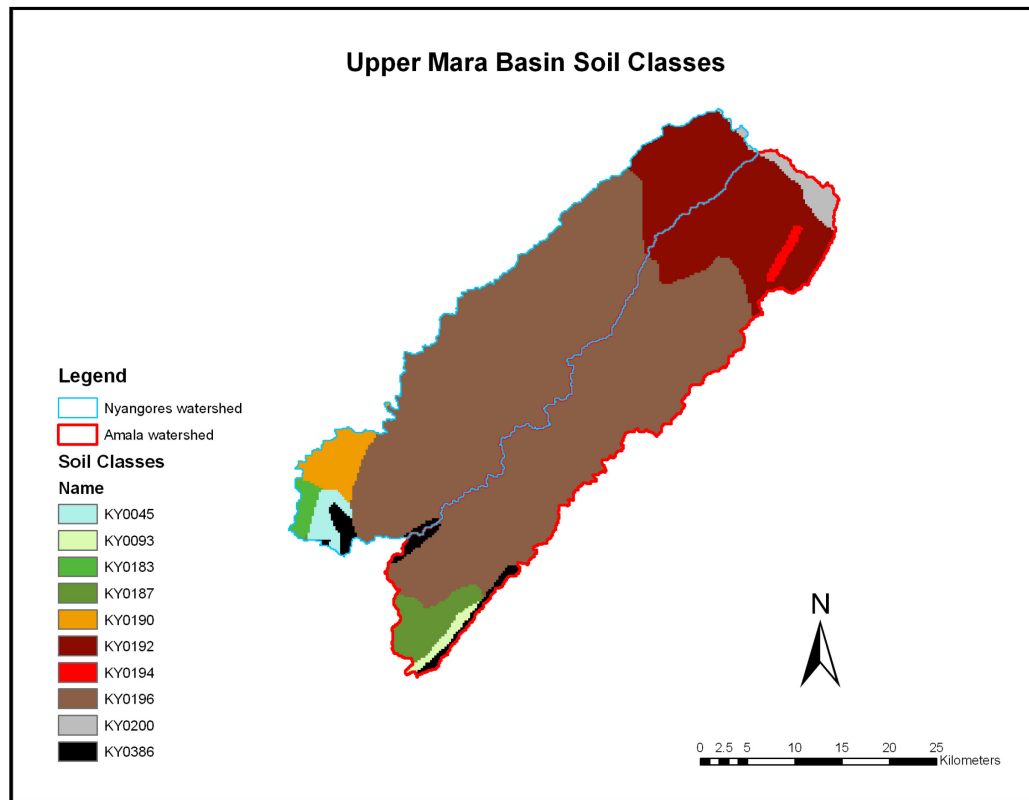 Upper Mara Basin Soil Classes
Legend
Nyangores watershed
Amala watershed
Soil Classes
Name
KY0045
KY0093
KY0183
KY0187
KY0190
KY0192
KY0194
KY0196
KY0200
KY0386
N
0 2.5 5 10 15 20 25
Kilometers